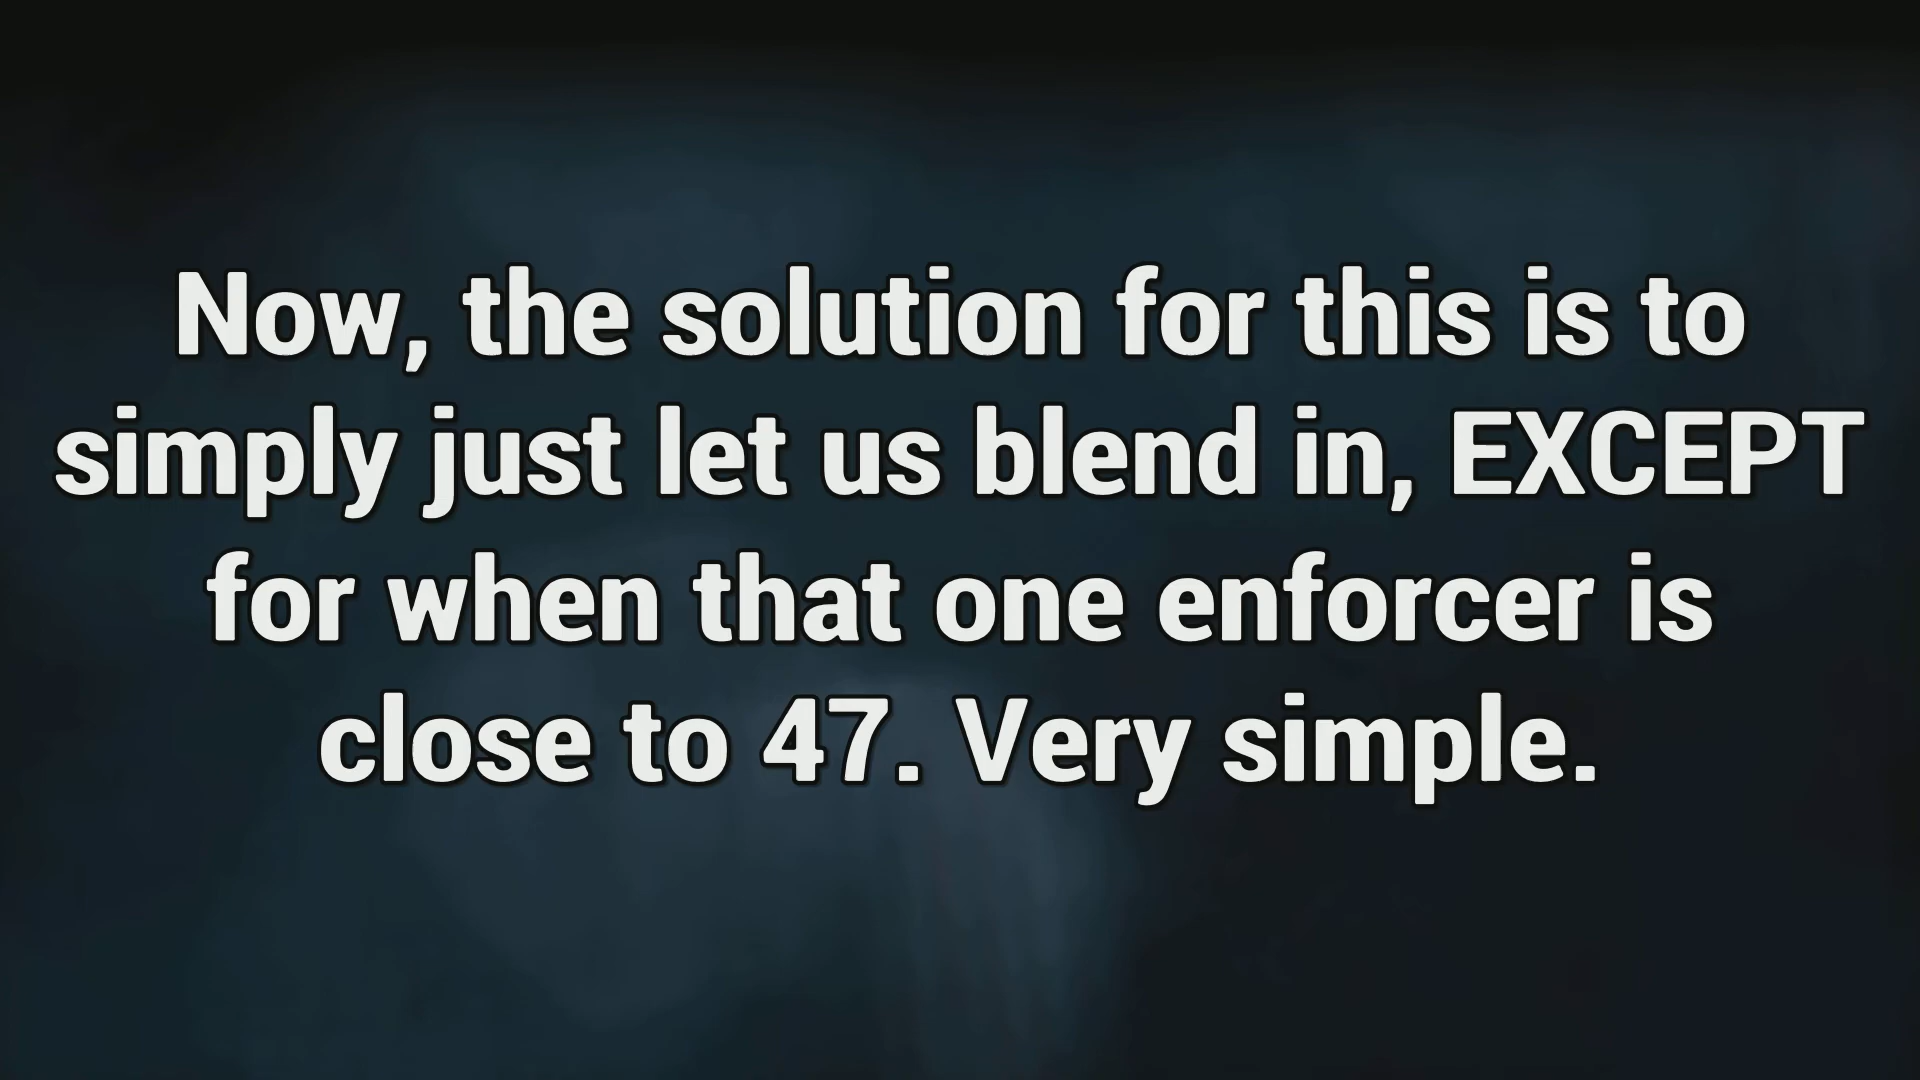 Now, the solution for this is to
simply just let us blend in, EXCEPT
for when that one enforcer is
close to 47. Very simple.